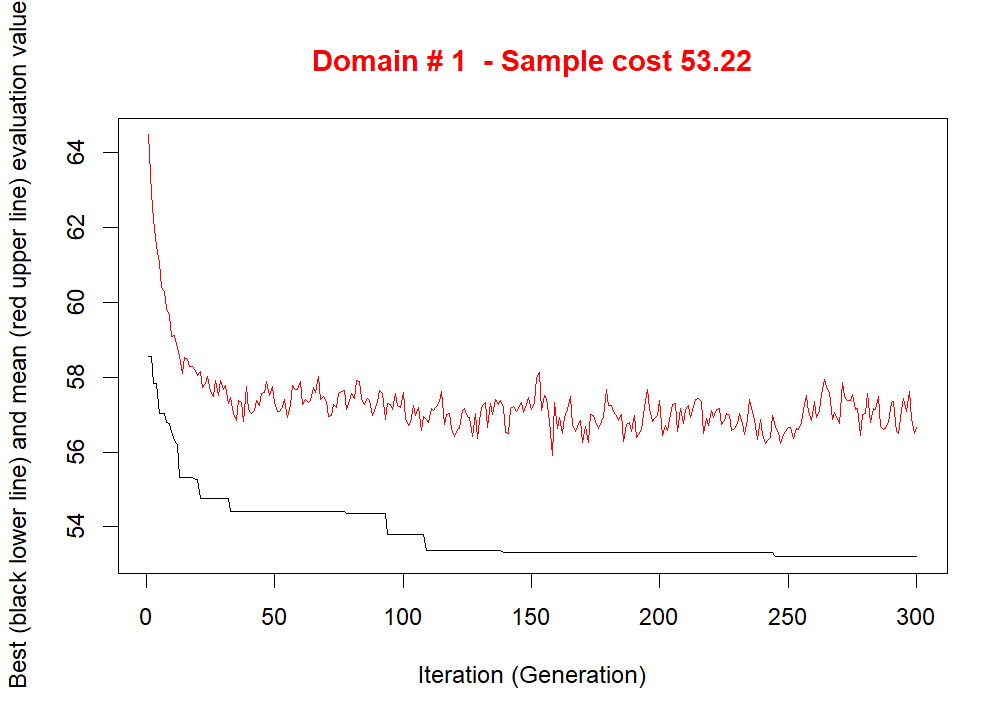 Domain # 1  - Sample cost 53.22
Best (black lower line) and mean (red upper line) evaluation value
64
62
60
58
56
54
0 50 100 150 200 250 300
Iteration (Generation)